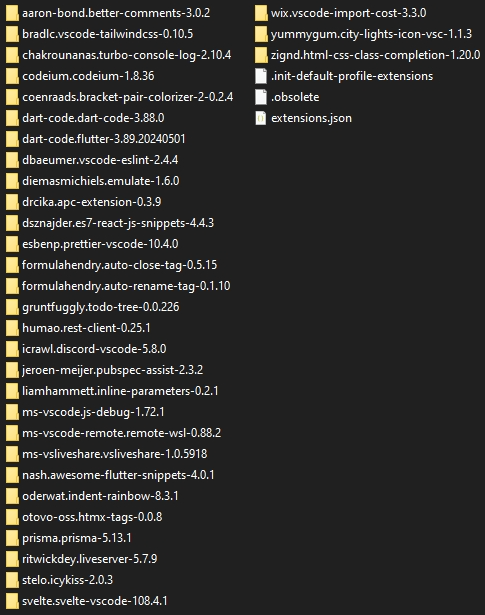 aaron-bond.better-comments-3.0.2
bradlc.vscode-tailwindcss-0.10.5
chakrounanas.turbo-console-log-2.10.4
codeium.codeium-1.8.36
coenraads.bracket-pair-colorizer-2-0.2.4
dart-code.dart-code-3.88.0
dart-code.flutter-3.89.20240501
dbaeumer.vscode-eslint-2.4.4
diemasmichiels.emulate-1.6.0
drcika.apc-extension-0.3.9
dsznajder.es7-react-js-snippets-4.4.3
esbenp.prettier-vscode-10.4.0
formulahendry.auto-close-tag-0.5.15
formulahendry.auto-rename-tag-0.1.10
gruntfuggly.todo-tree-0.0.226
humao.rest-client-0.25.1
icrawl.discord-vscode-5.8.0
jeroen-meijer.pubspec-assist-2.3.2
liamhammett.inline-parameters-0.2.1
ms-vscode.js-debug-1.72.1
ms-vscode-remote.remote-wsl-0.88.2
ms-vsliveshare.vsliveshare-1.0.5918
nash.awesome-flutter-snippets-4.0.1
oderwat.indent-rainbow-8.3.1
otovo-oss.htmx-tags-0.0.8
prisma.prisma-5.13.1
ritwickdey.liveserver-5.7.9
stelo.icykiss-2.0.3
svelte.svelte-vscode-108.4.1
wix.vscode-import-cost-3.3.0
yummygum.city-lights-icon-vsc-1.1.3
zignd.html-css-class-completion-1.20.0
.init-default-profile-extensions
.obsolete
extensions.json